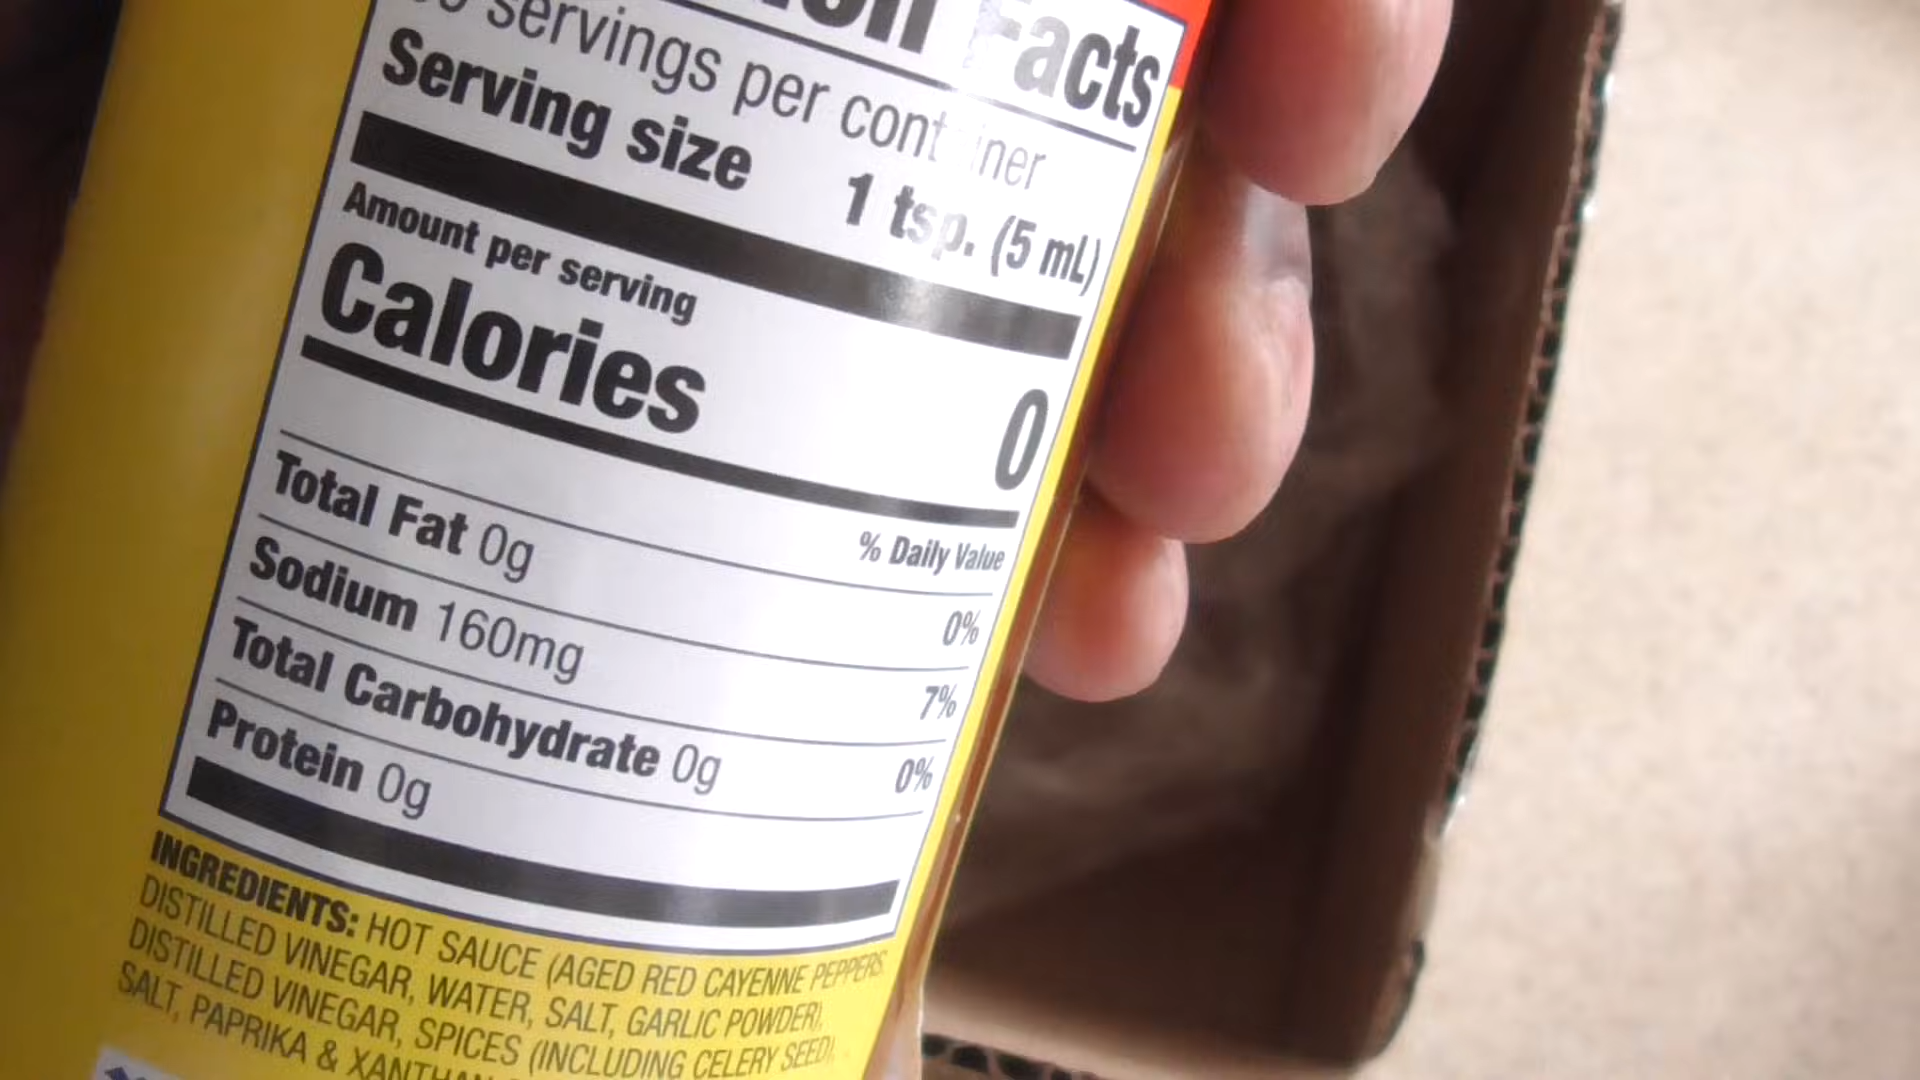 Facts
servings per container
Serving size 1 tsp. (5 mL)
Amount per serving
Calories 0
% Daily Value
Total Fat 0g 0%
Sodium 160mg 7%
Total Carbohydrate 0g 0%
Protein 0g
INGREDIENTS: HOT SAUCE (AGED RED CAYENNE PEPPERS,
DISTILLED VINEGAR, WATER, SALT, GARLIC POWDER),
DISTILLED VINEGAR, SPICES (INCLUDING CELERY SEED),
SALT, PAPRIKA & XANTHAN